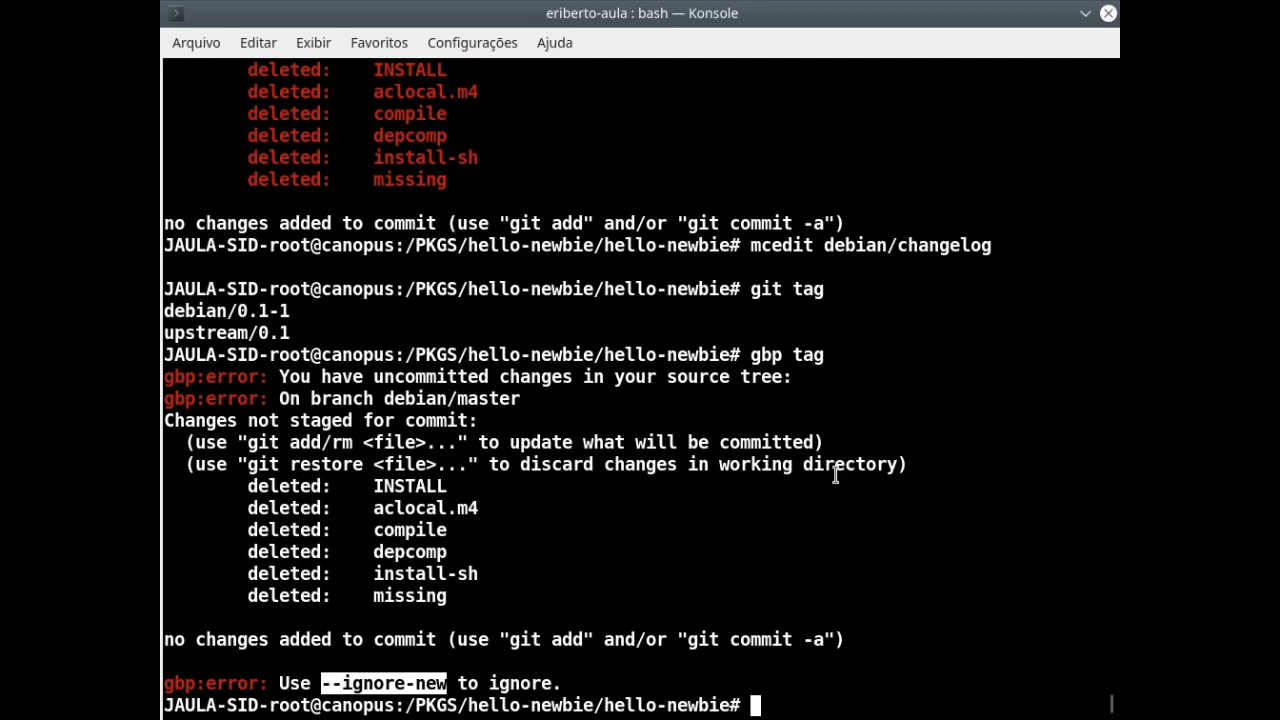 eriberto-aula : bash — Konsole
Arquivo Editar Exibir Favoritos Configurações Ajuda
deleted: INSTALL
deleted: aclocal.m4
deleted: compile
deleted: depcomp
deleted: install-sh
deleted: missing
no changes added to commit (use "git add" and/or "git commit -a")
JAULA-SID-root@canopus:/PKGS/hello-newbie/hello-newbie# mcedit debian/changelog
JAULA-SID-root@canopus:/PKGS/hello-newbie/hello-newbie# git tag
debian/0.1-1
upstream/0.1
JAULA-SID-root@canopus:/PKGS/hello-newbie/hello-newbie# gbp tag
gbp:error: You have uncommitted changes in your source tree:
gbp:error: On branch debian/master
Changes not staged for commit:
(use "git add/rm <file>..." to update what will be committed)
(use "git restore <file>..." to discard changes in working directory)
deleted: INSTALL
deleted: aclocal.m4
deleted: compile
deleted: depcomp
deleted: install-sh
deleted: missing
no changes added to commit (use "git add" and/or "git commit -a")
gbp:error: Use --ignore-new to ignore.
JAULA-SID-root@canopus:/PKGS/hello-newbie/hello-newbie#